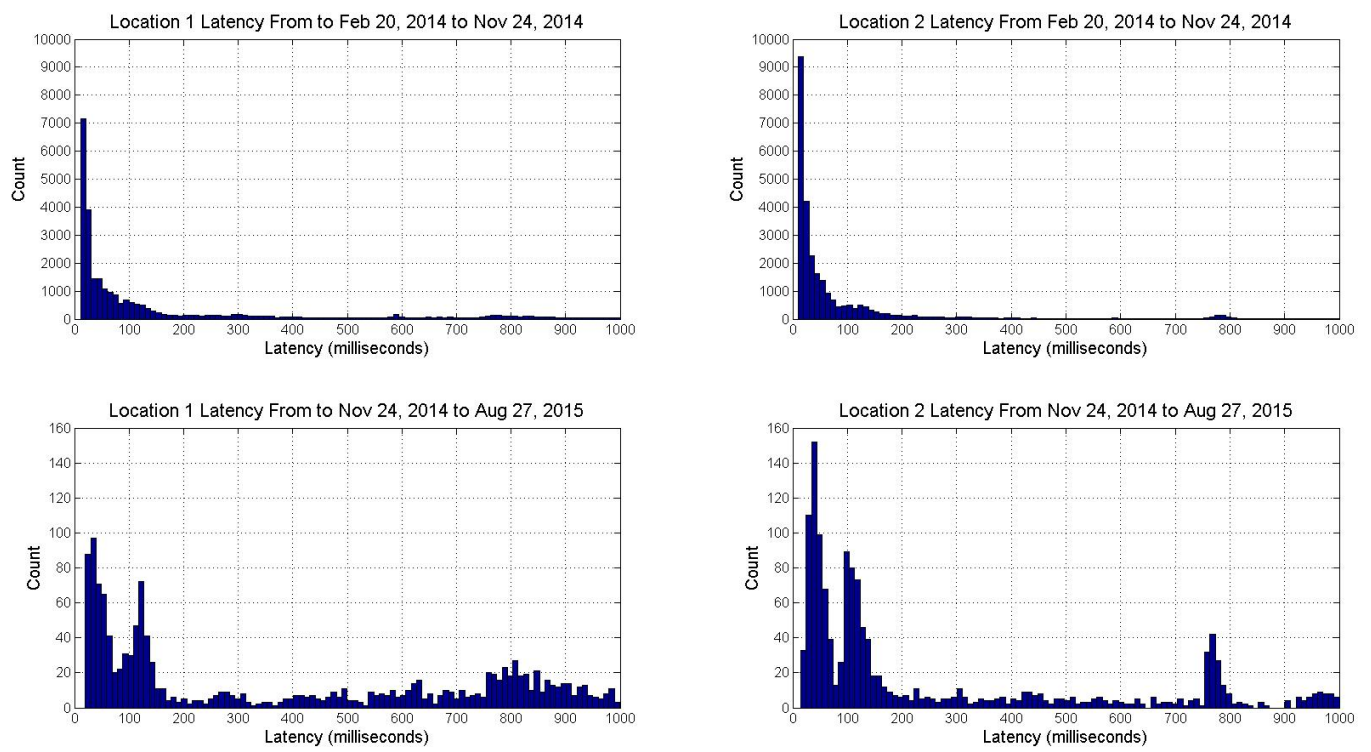 Location 1 Latency From to Feb 20, 2014 to Nov 24, 2014
10000
9000
8000
7000
6000
5000
4000
3000
2000
1000
0
Count
0 100 200 300 400 500 600 700 800 900 1000
Latency (milliseconds)
Location 2 Latency From Feb 20, 2014 to Nov 24, 2014
10000
9000
8000
7000
6000
5000
4000
3000
2000
1000
0
Count
0 100 200 300 400 500 600 700 800 900 1000
Latency (milliseconds)
Location 1 Latency From to Nov 24, 2014 to Aug 27, 2015
160
140
120
100
80
60
40
20
0
Count
0 100 200 300 400 500 600 700 800 900 1000
Latency (milliseconds)
Location 2 Latency From Nov 24, 2014 to Aug 27, 2015
160
140
120
100
80
60
40
20
0
Count
0 100 200 300 400 500 600 700 800 900 1000
Latency (milliseconds)